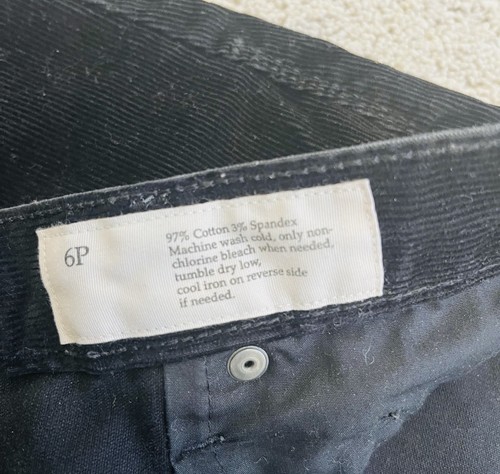 6P
97% Cotton 3% Spandex
Machine wash cold, only non-
chlorine bleach when needed,
tumble dry low,
cool iron on reverse side
if needed.